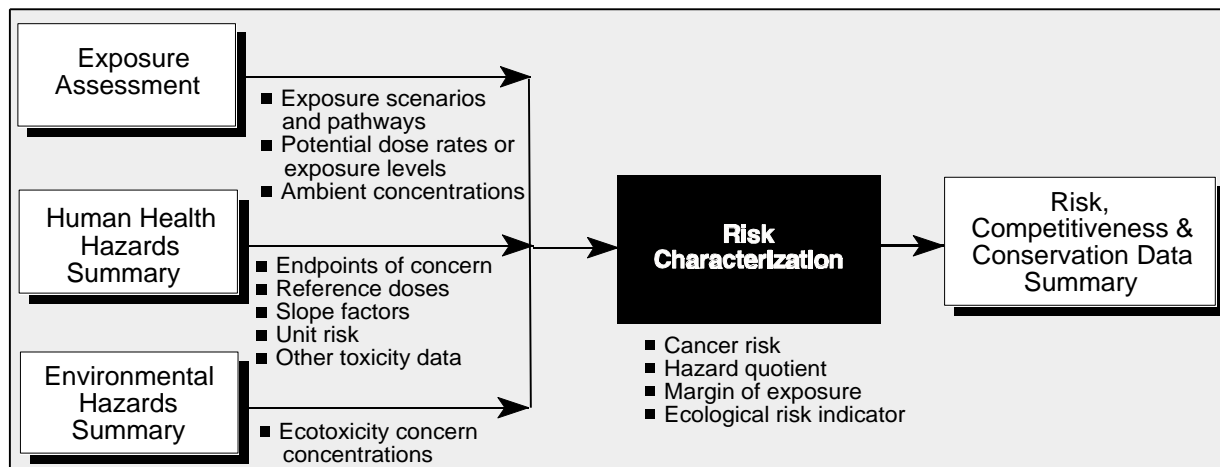 Exposure
Assessment
■ Exposure scenarios
and pathways
■ Potential dose rates or
exposure levels
■ Ambient concentrations
Human Health
Hazards
Summary
■ Endpoints of concern
■ Reference doses
■ Slope factors
■ Unit risk
■ Other toxicity data
Environmental
Hazards
Summary
■ Ecotoxicity concern
concentrations
Risk
Characterization
■ Cancer risk
■ Hazard quotient
■ Margin of exposure
■ Ecological risk indicator
Risk,
Competitiveness &
Conservation Data
Summary